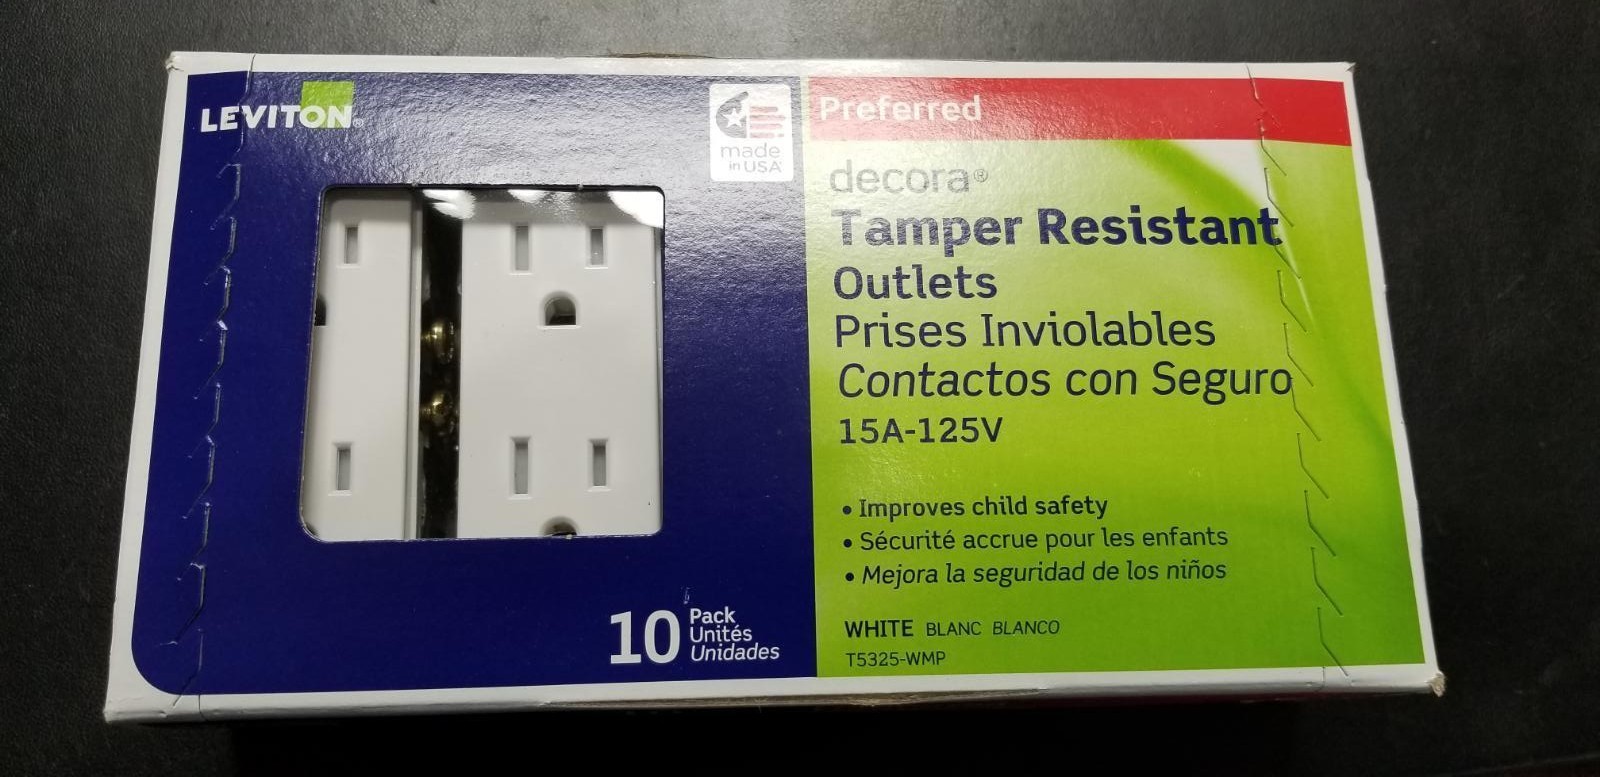 LEVITON®
made
in USA
Preferred
decora®
Tamper Resistant
Outlets
Prises Inviolables
Contactos con Seguro
15A-125V
• Improves child safety
• Sécurité accrue pour les enfants
• Mejora la seguridad de los niños
10 Pack
Unités
Unidades
WHITE BLANC BLANCO
T5325-WMP